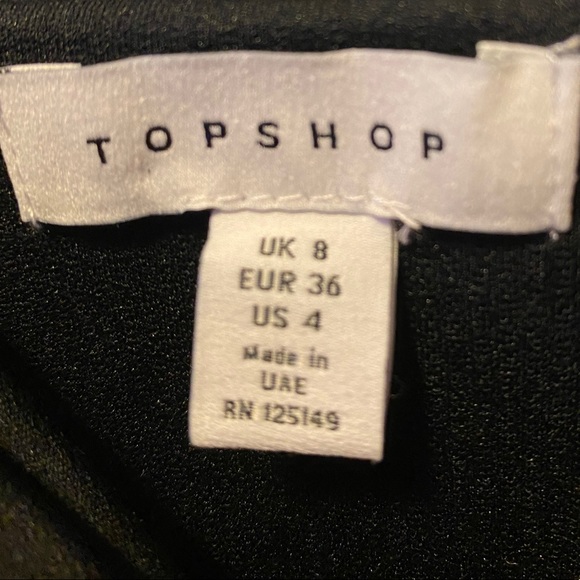 TOPSHOP
UK 8
EUR 36
US 4
Made in
UAE
RN 125149